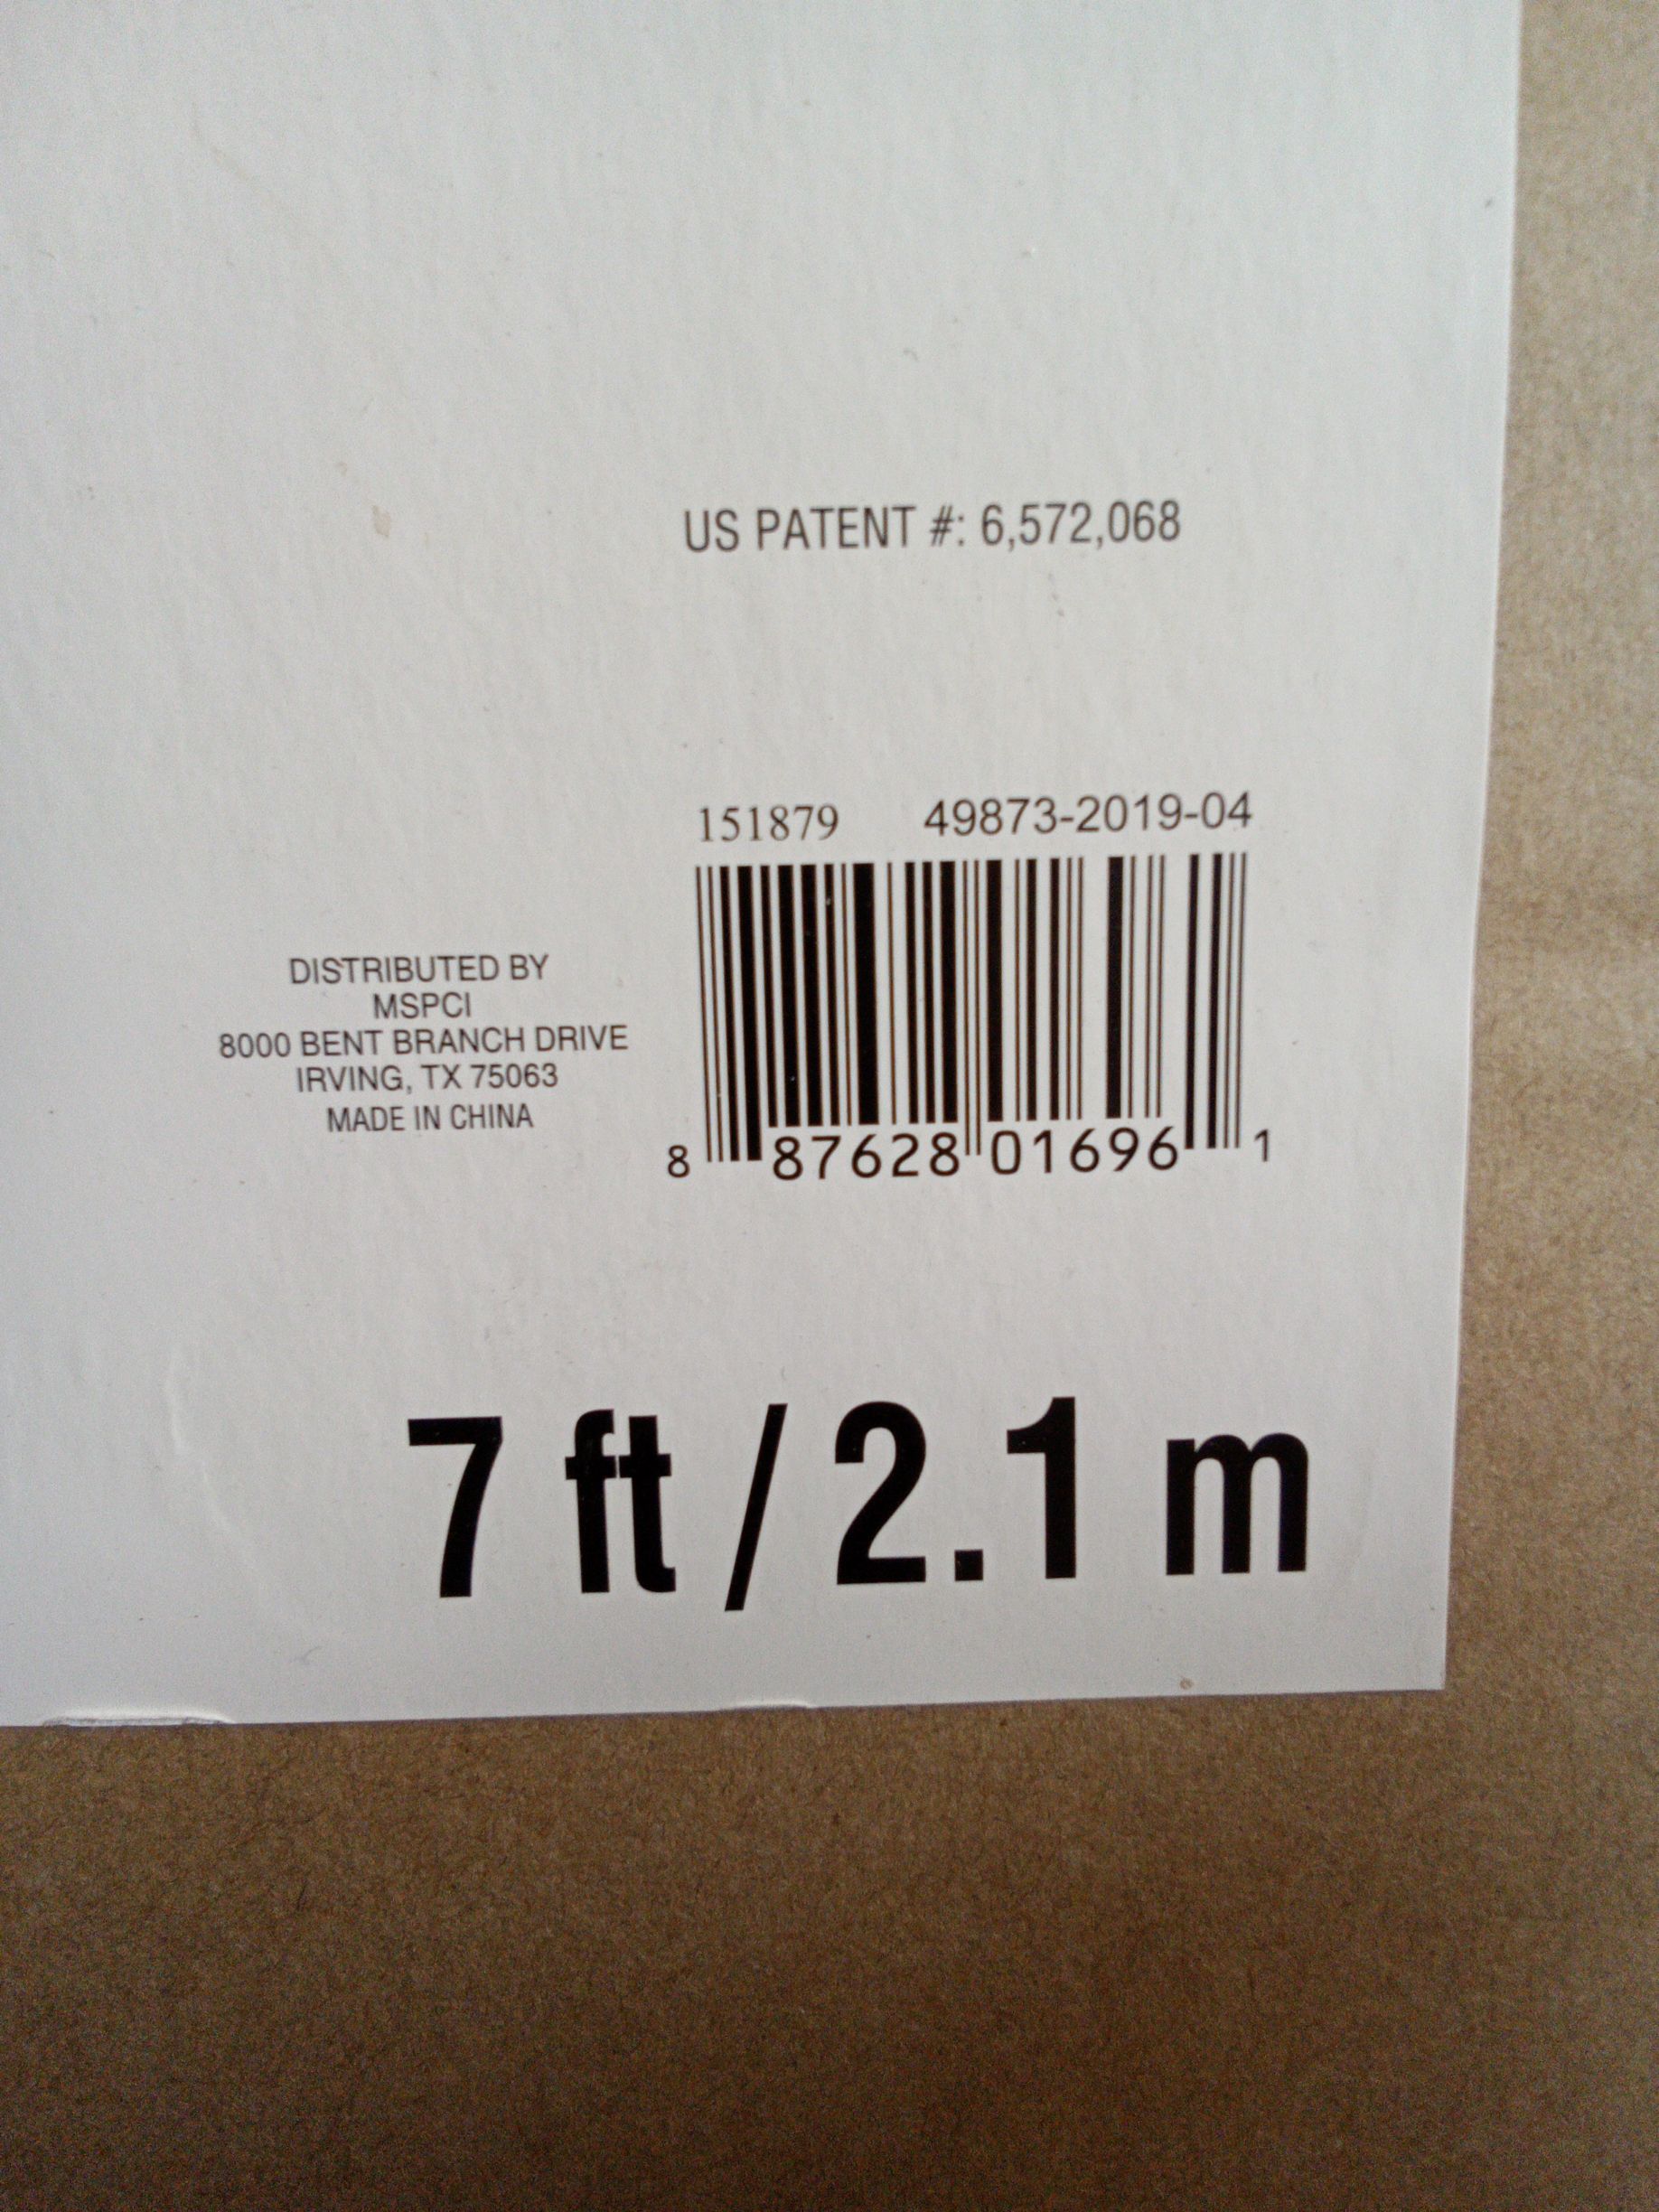 US PATENT #: 6,572,068
151879 49873-2019-04
DISTRIBUTED BY
MSPCI
8000 BENT BRANCH DRIVE
IRVING, TX 75063
MADE IN CHINA
8 87628 01696 1
7 ft / 2.1 m